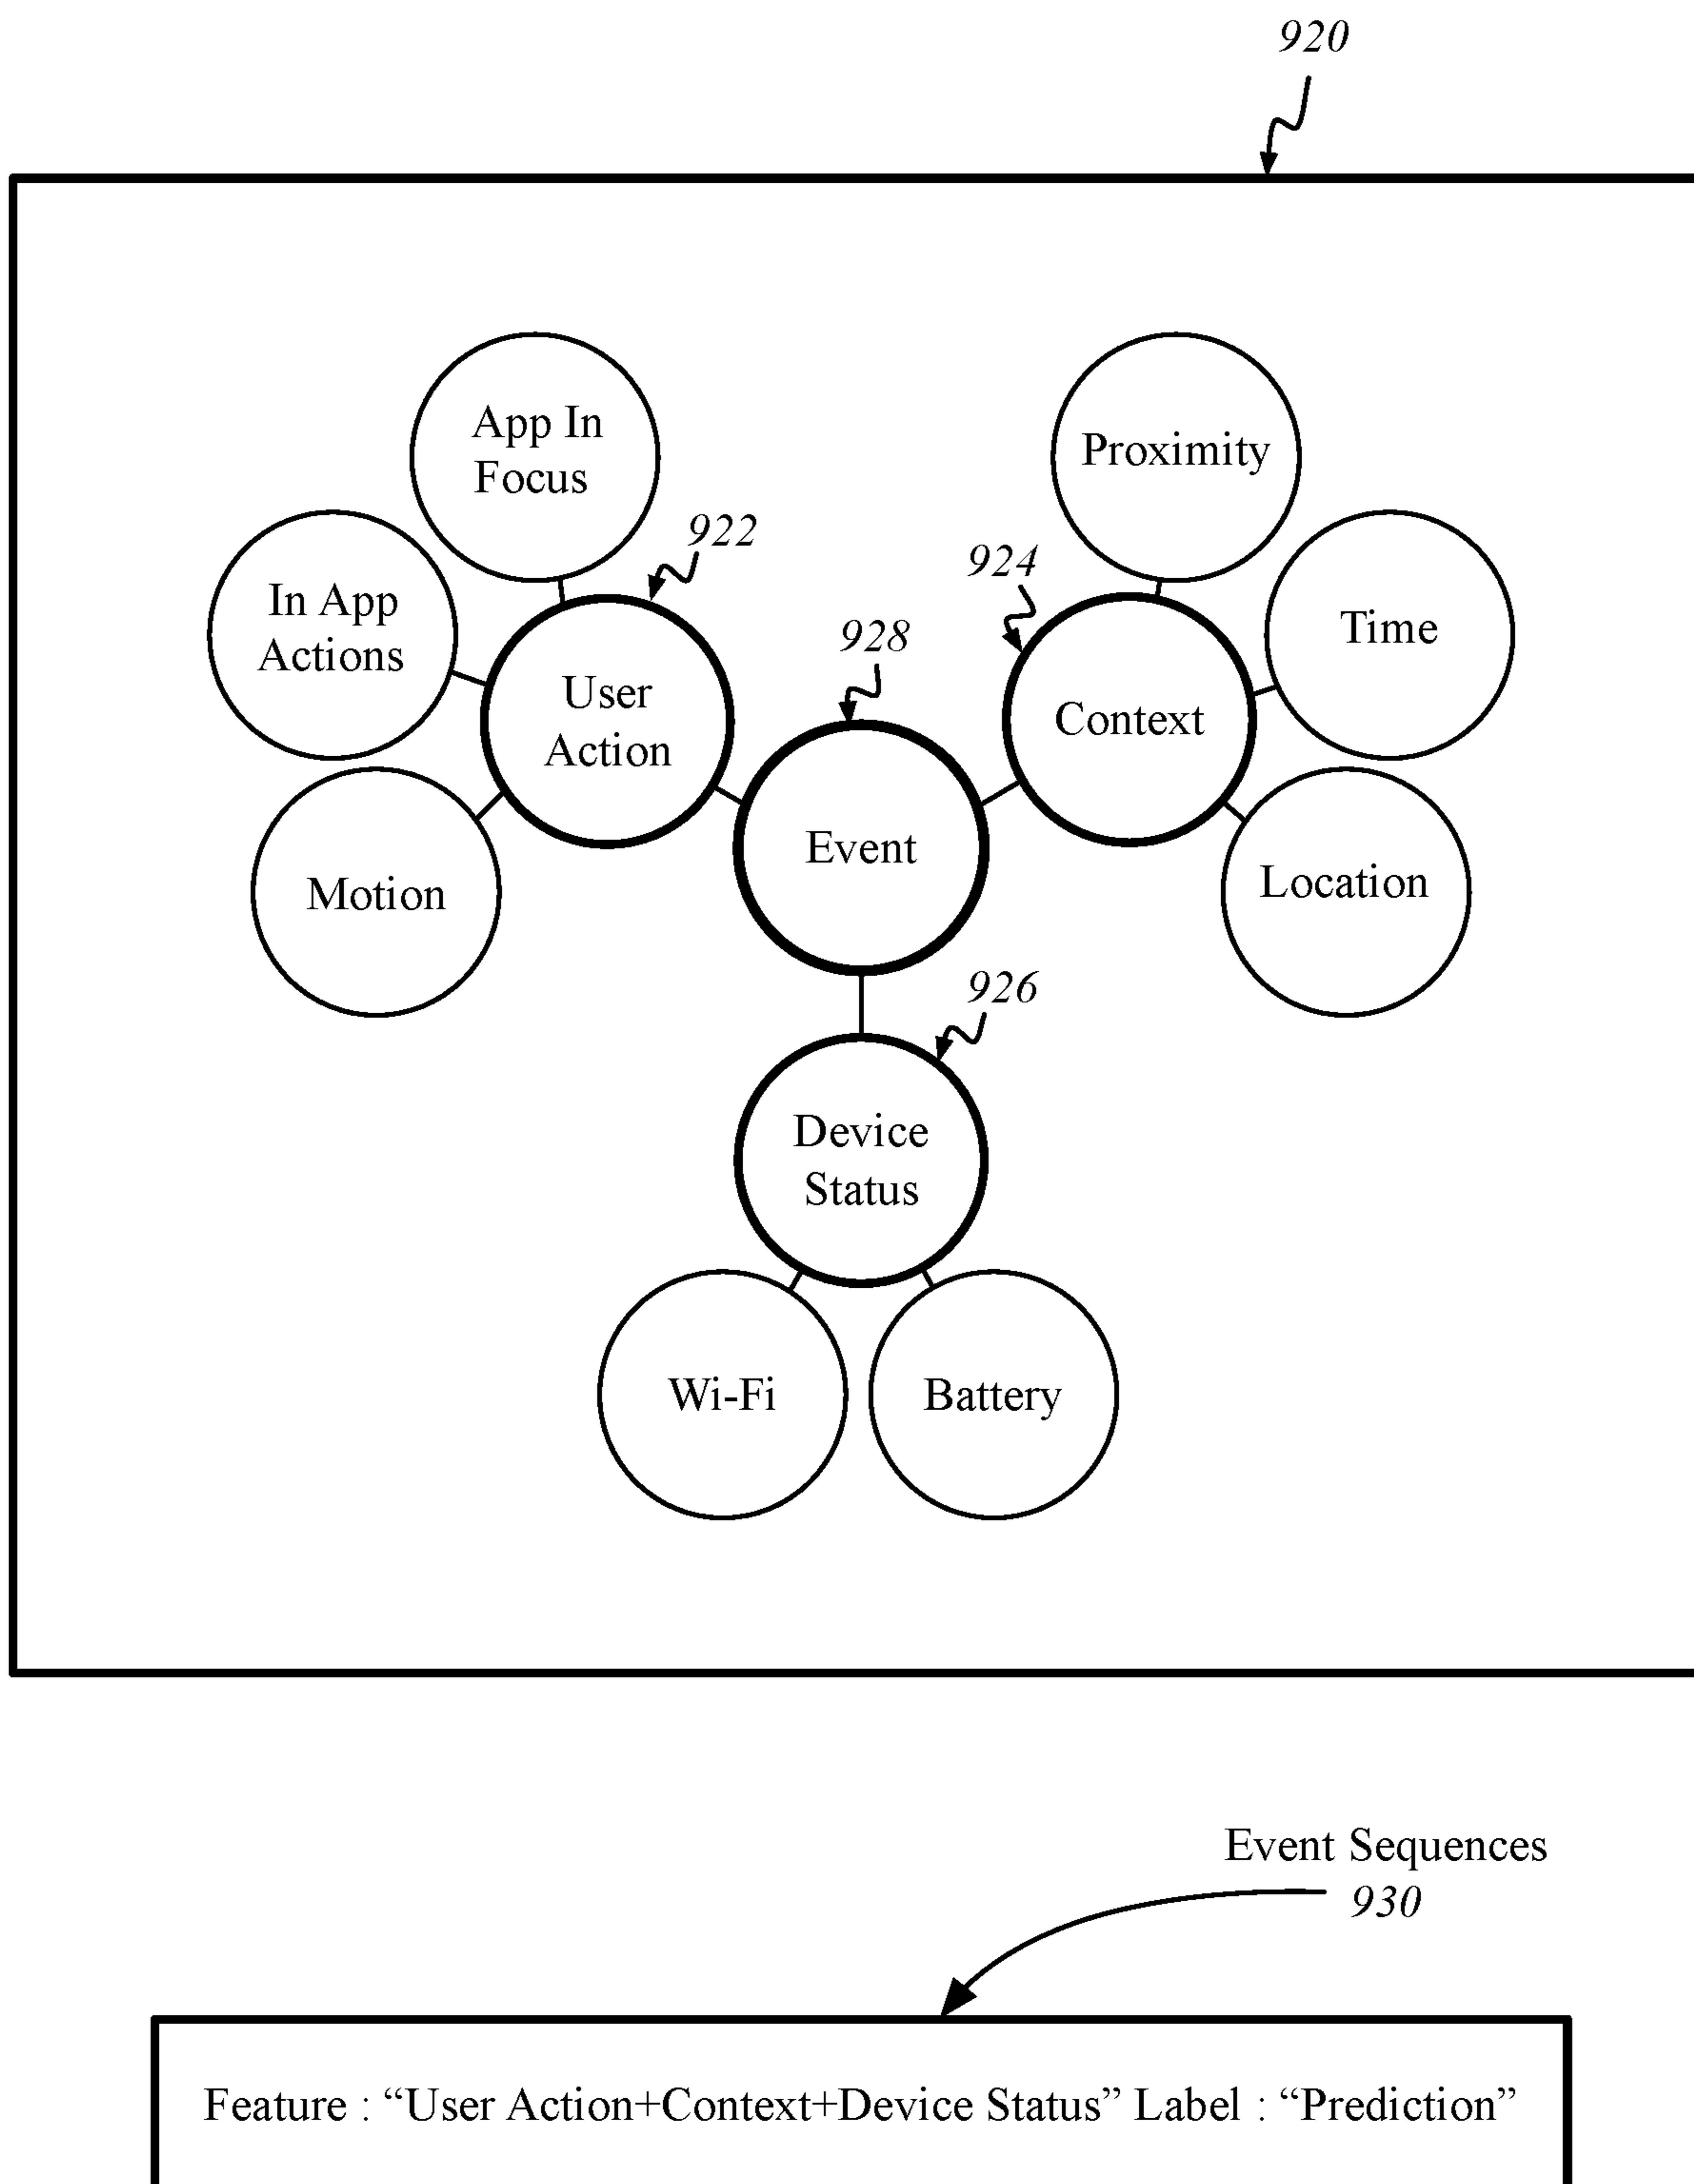 920
App In
Focus
Proximity
922
In App
Actions
924
Time
928
User
Action
Context
Event
Motion
Location
926
Device
Status
Wi-Fi
Battery
Event Sequences
930
Feature : “User Action+Context+Device Status” Label : “Prediction”